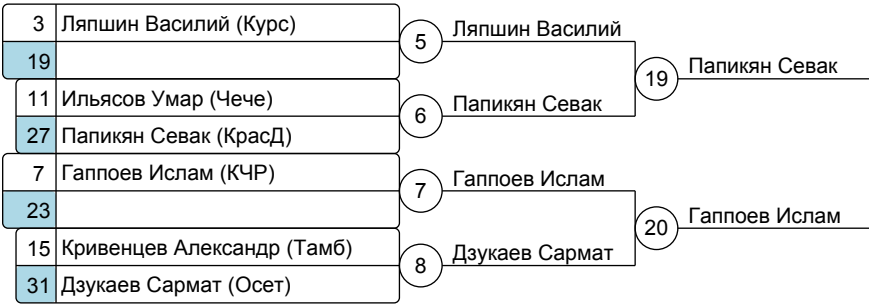 3 Ляпшин Василий (Курс)
19
5 Ляпшин Василий
11 Ильясов Умар (Чече)
27 Папикян Севак (КрасД)
6 Папикян Севак
19 Папикян Севак
7 Гаппоев Ислам (КЧР)
23
7 Гаппоев Ислам
15 Кривенцев Александр (Тамб)
31 Дзукаев Сармат (Осет)
8 Дзукаев Сармат
20 Гаппоев Ислам